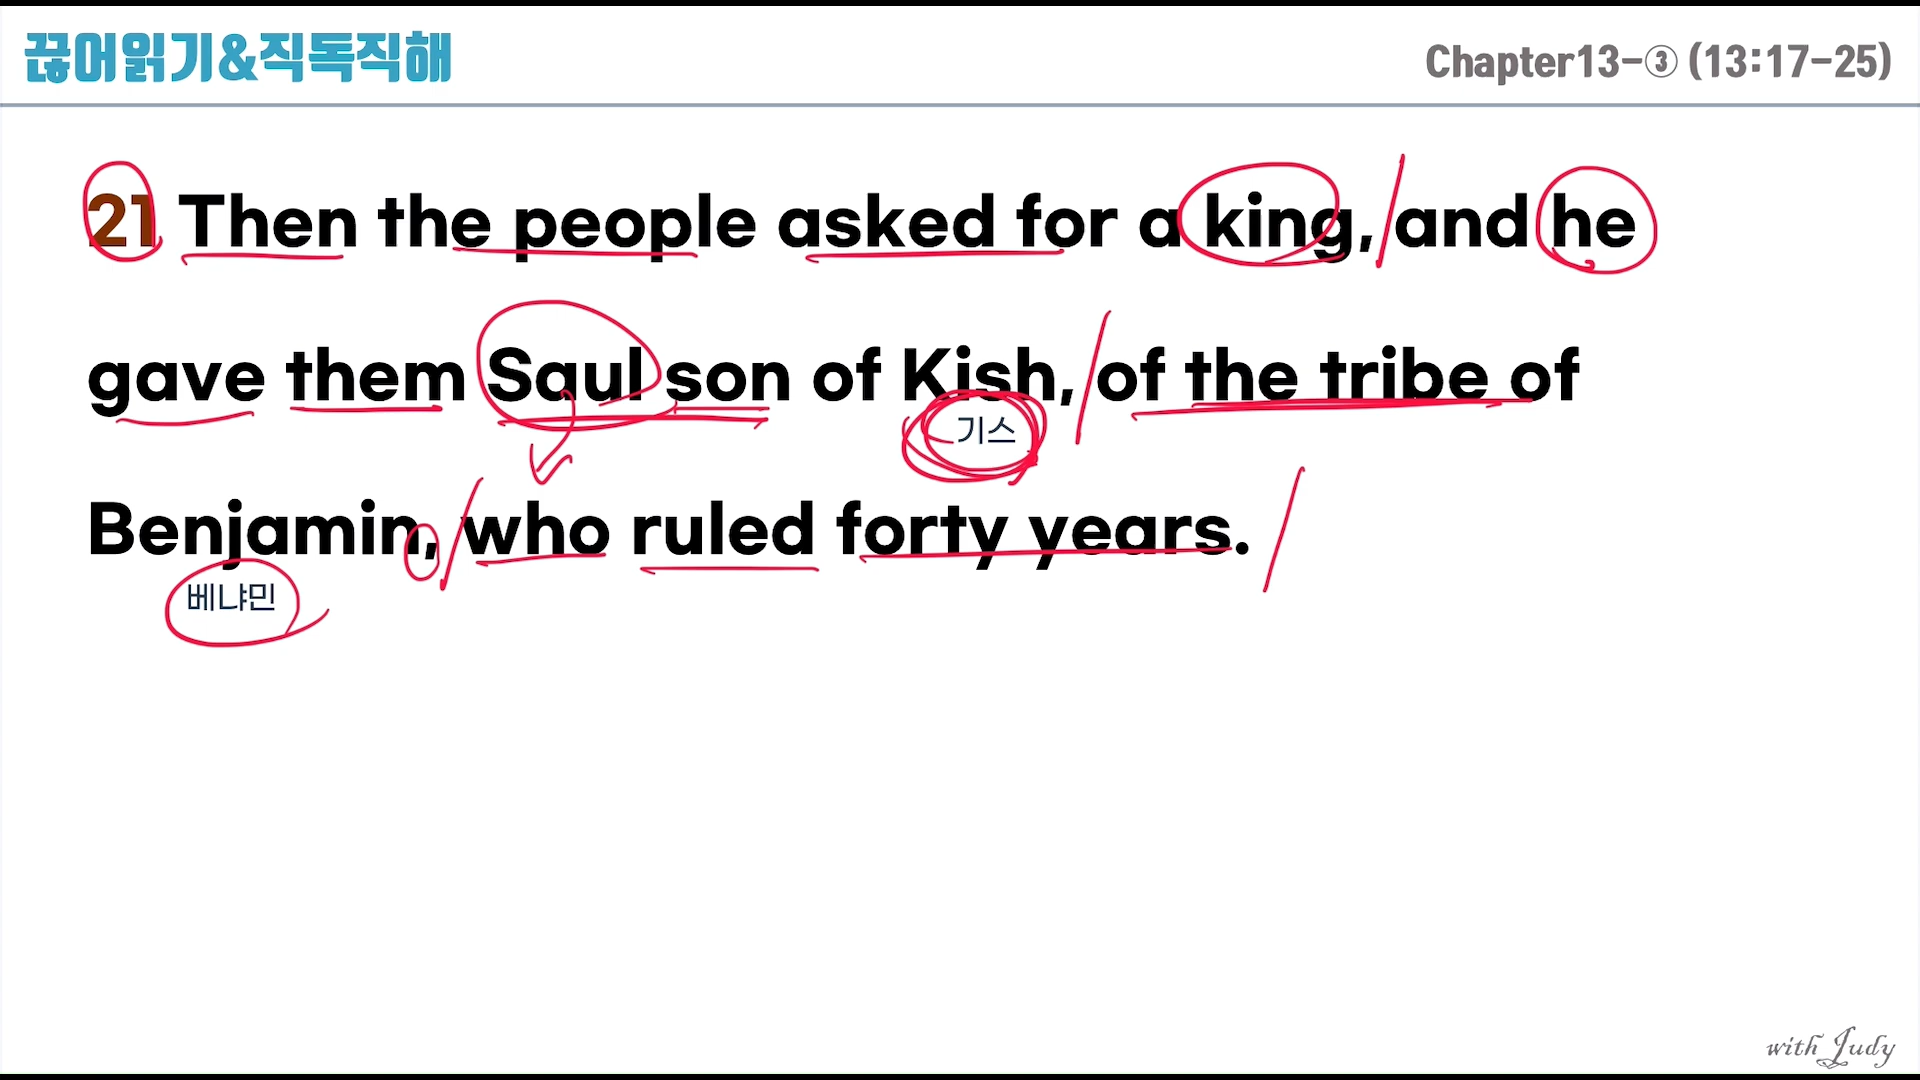 끊어읽기&직독직해
Chapter13-③ (13:17-25)
21 Then the people asked for a king, and he
gave them Saul son of Kish, of the tribe of
기스
Benjamin, who ruled forty years.
베냐민
with Judy